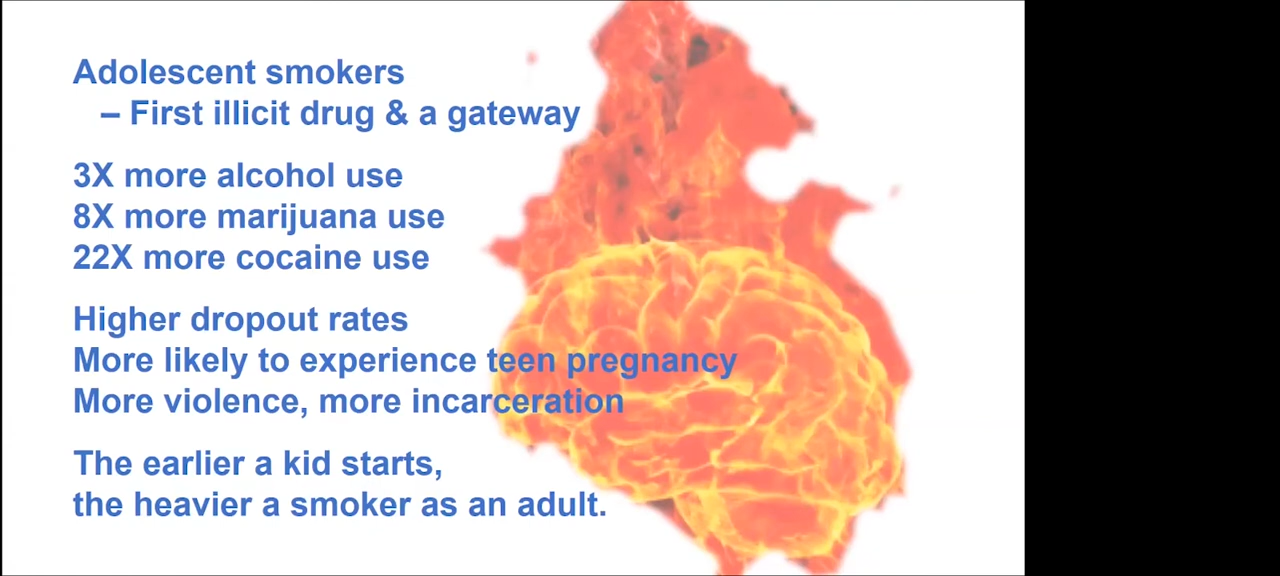 Adolescent smokers
– First illicit drug & a gateway
3X more alcohol use
8X more marijuana use
22X more cocaine use
Higher dropout rates
More likely to experience teen pregnancy
More violence, more incarceration
The earlier a kid starts,
the heavier a smoker as an adult.